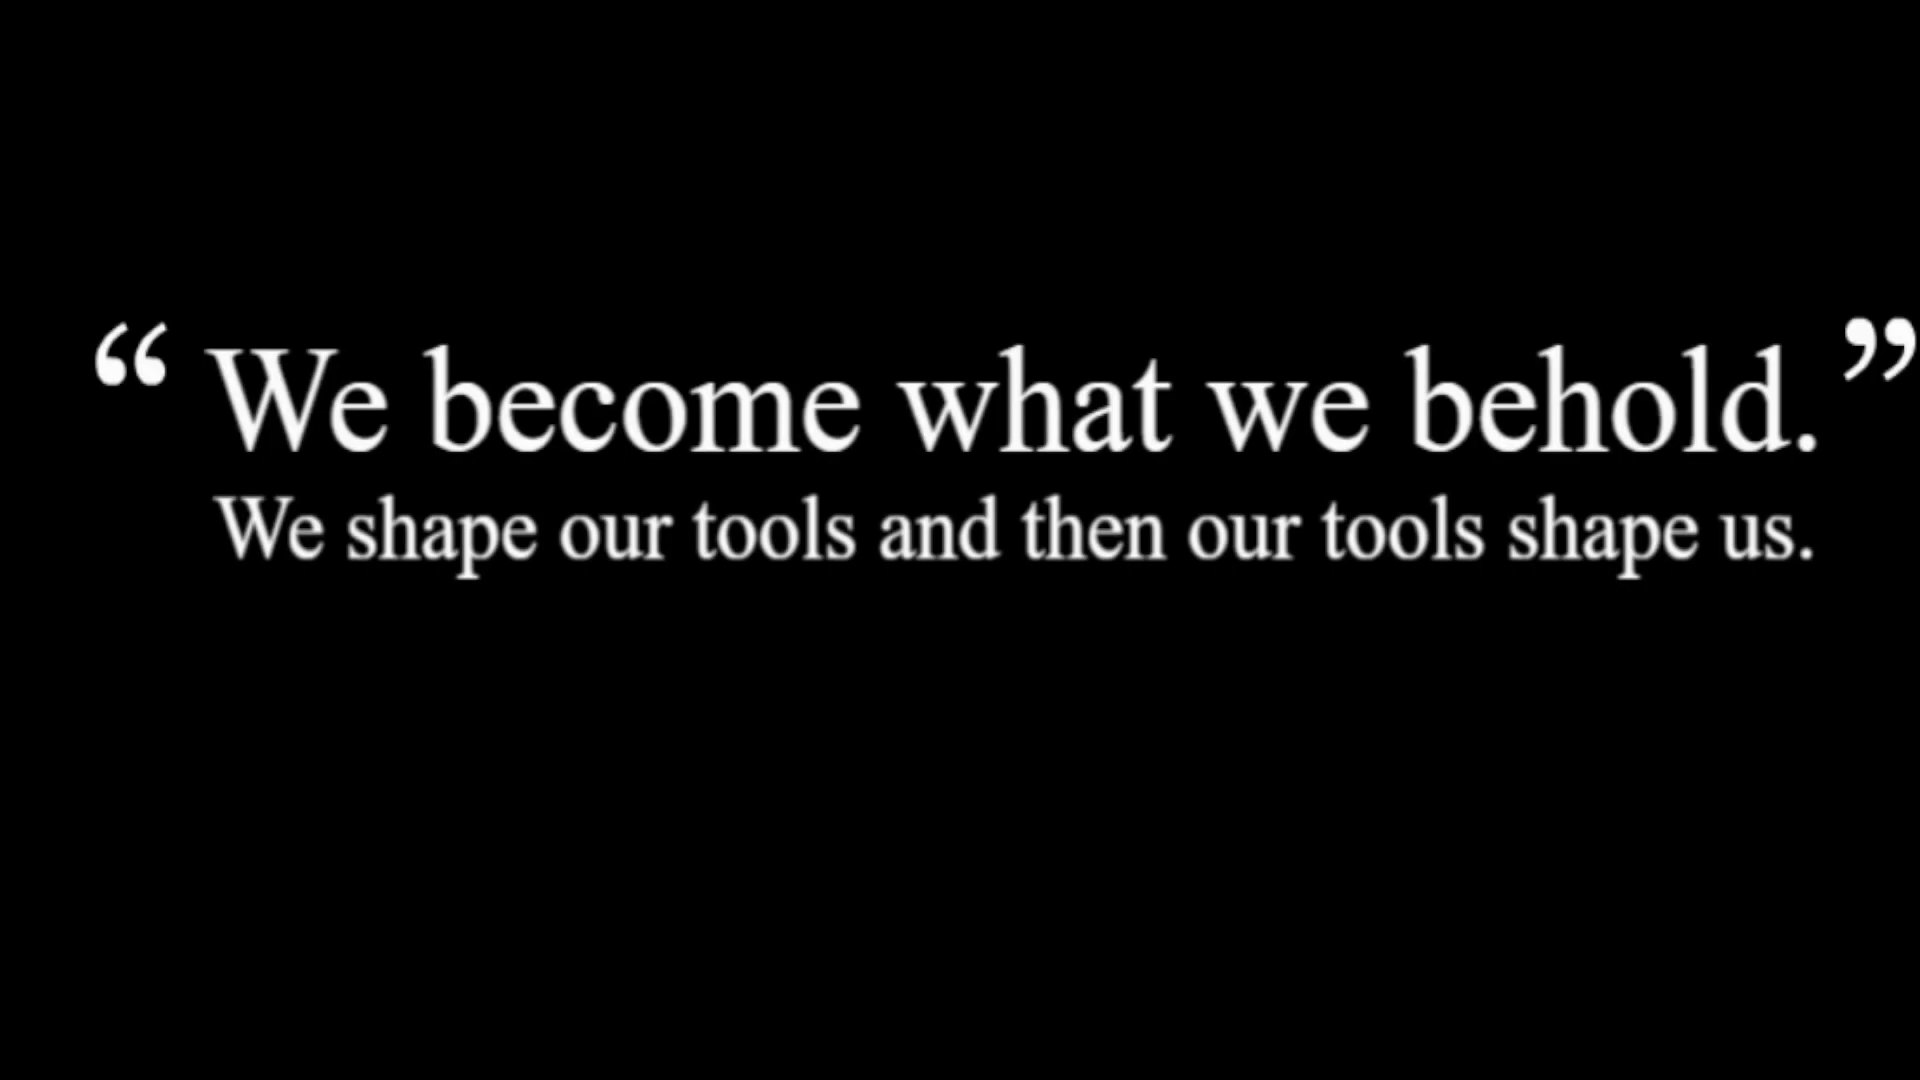 “ We become what we behold. ”
We shape our tools and then our tools shape us.